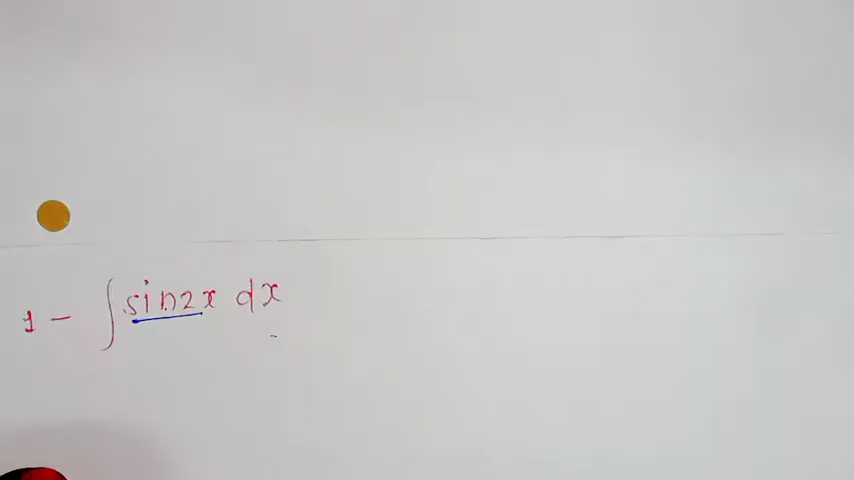 1 - ∫ sin2x dx